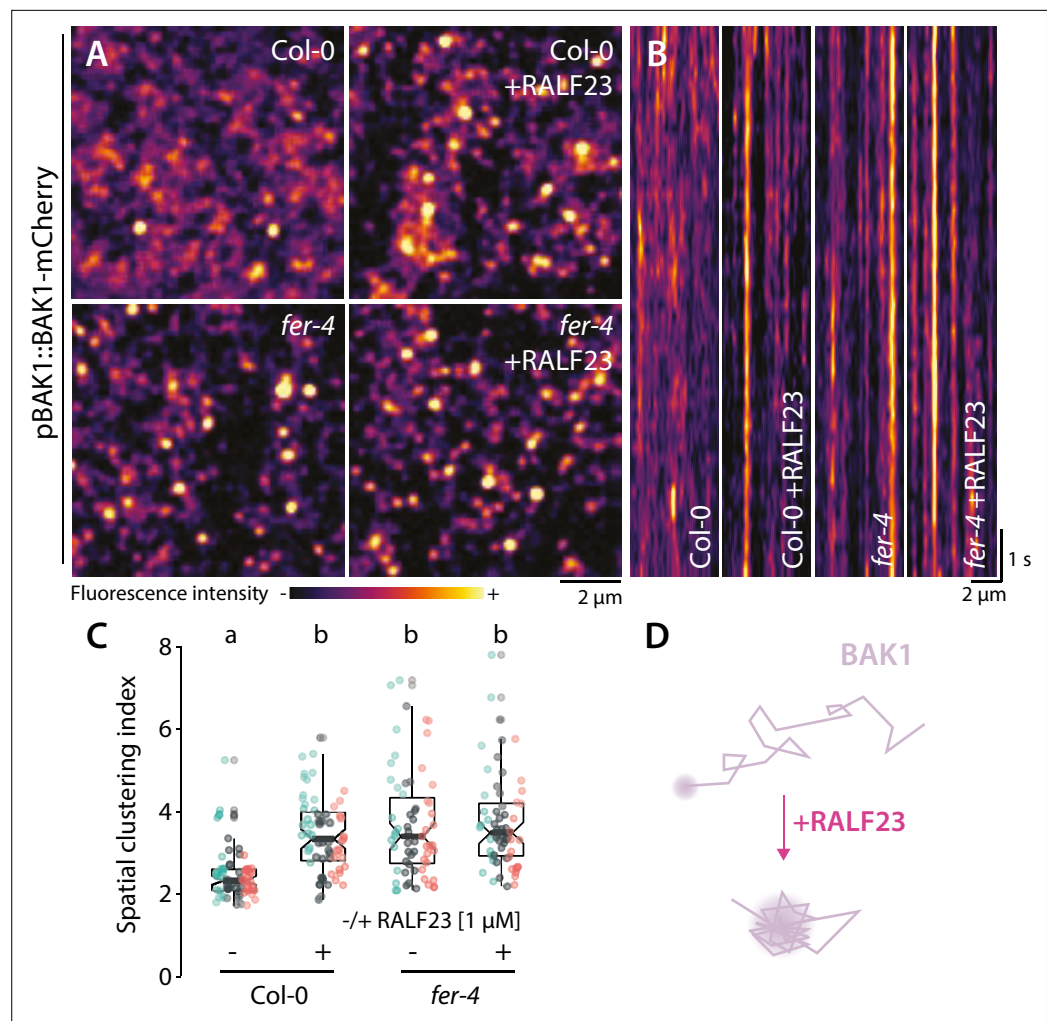 pBAK1::BAK1-mCherry
A
Col-0
Col-0
+RALF23
fer-4
fer-4
+RALF23
Fluorescence intensity - +
2 µm
B
Col-0
Col-0 +RALF23
fer-4
fer-4 +RALF23
1 s
2 µm
C
Spatial clustering index
8
6
4
2
0
a b b b
-/+ RALF23 [1 µM]
- + - +
Col-0 fer-4
D
BAK1
+RALF23